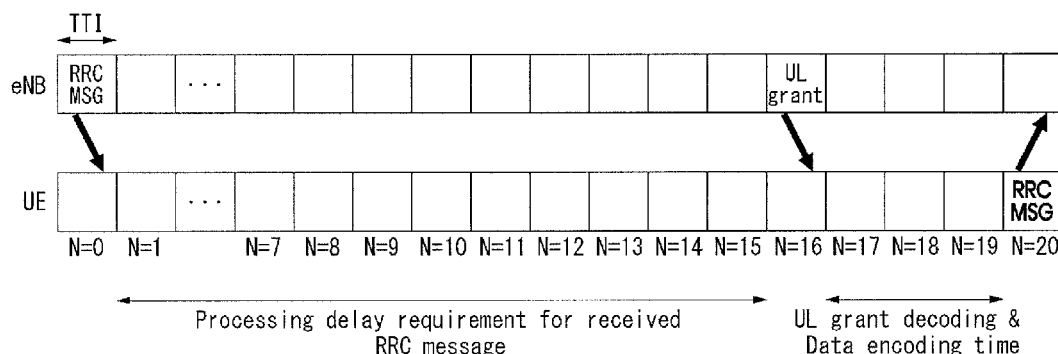 TTI
eNB
RRC
MSG
...
UL
grant
UE
...
RRC
MSG
N=0 N=1 N=7 N=8 N=9 N=10 N=11 N=12 N=13 N=14 N=15 N=16 N=17 N=18 N=19 N=20
Processing delay requirement for received
RRC message
UL grant decoding &
Data encoding time